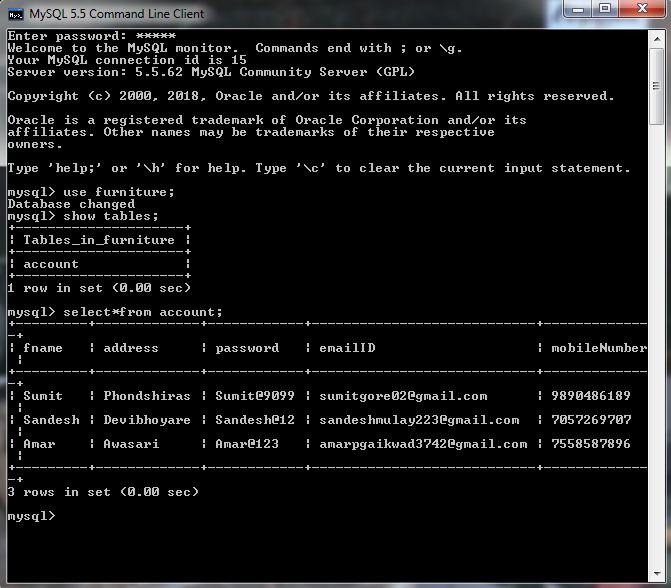 MySQL 5.5 Command Line Client
Enter password: *****
Welcome to the MySQL monitor.  Commands end with ; or \g.
Your MySQL connection id is 15
Server version: 5.5.62 MySQL Community Server (GPL)
Copyright (c) 2000, 2018, Oracle and/or its affiliates. All rights reserved.
Oracle is a registered trademark of Oracle Corporation and/or its
affiliates. Other names may be trademarks of their respective
owners.
Type 'help;' or '\h' for help. Type '\c' to clear the current input statement.
mysql> use furniture;
Database changed
mysql> show tables;
+---------------------+
| Tables_in_furniture |
+---------------------+
| account             |
+---------------------+
1 row in set (0.00 sec)
mysql> select*from account;
+---------+-------------+------------+----------------------------+-------------
-+
| fname   | address     | password   | emailID                    | mobileNumber
 |
+---------+-------------+------------+----------------------------+-------------
-+
| Sumit   | Phondshiras | Sumit@9099 | sumitgore02@gmail.com      | 9890486189
 |
| Sandesh | Devibhoyare | Sandesh@12 | sandeshmulay223@gmail.com  | 7057269707
 |
| Amar    | Awasari     | Amar@123   | amarpgaikwad3742@gmail.com | 7558587896
 |
+---------+-------------+------------+----------------------------+-------------
-+
3 rows in set (0.00 sec)
mysql>